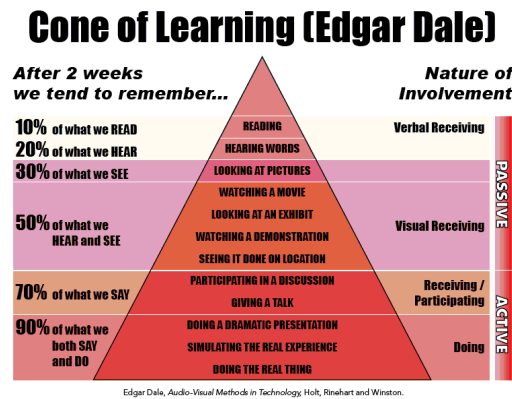 Cone of Learning (Edgar Dale)
After 2 weeks
we tend to remember...
Nature of
Involvement
10% of what we READ
READING
Verbal Receiving
20% of what we HEAR
HEARING WORDS
30% of what we SEE
LOOKING AT PICTURES
WATCHING A MOVIE
LOOKING AT AN EXHIBIT
50% of what we
HEAR and SEE
WATCHING A DEMONSTRATION
SEEING IT DONE ON LOCATION
Visual Receiving
PASSIVE
70% of what we SAY
PARTICIPATING IN A DISCUSSION
GIVING A TALK
Receiving /
Participating
90% of what we
both SAY
and DO
DOING A DRAMATIC PRESENTATION
SIMULATING THE REAL EXPERIENCE
DOING THE REAL THING
Doing
ACTIVE
Edgar Dale, Audio-Visual Methods in Technology, Holt, Rinehart and Winston.